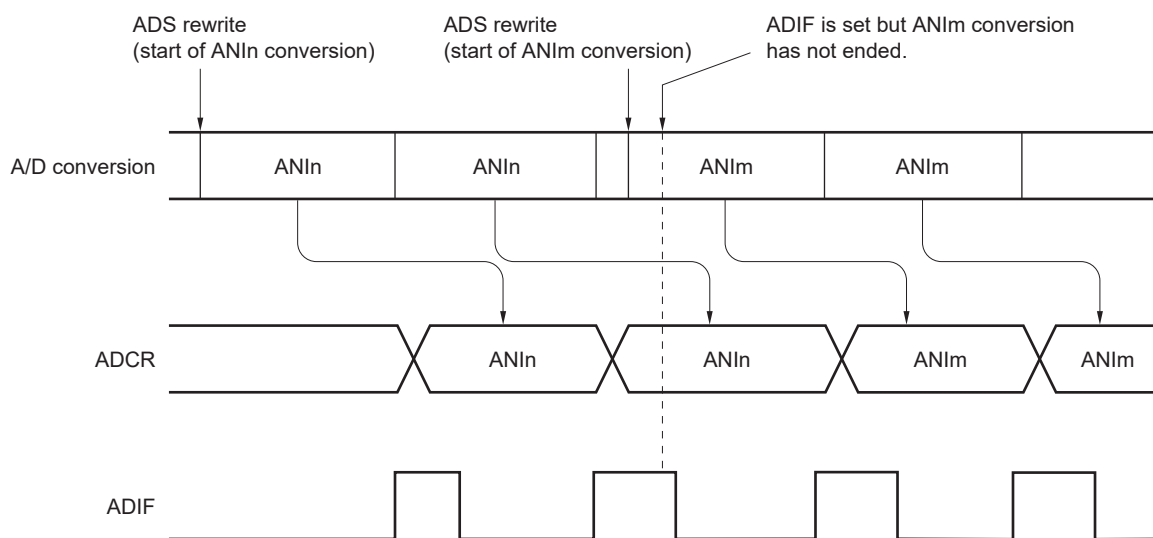 ADS rewrite
(start of ANIn conversion)
ADS rewrite
(start of ANIm conversion)
ADIF is set but ANIm conversion
has not ended.
A/D conversion
ANIn
ANIn
ANIm
ANIm
ADCR
ANIn
ANIn
ANIm
ANIm
ADIF